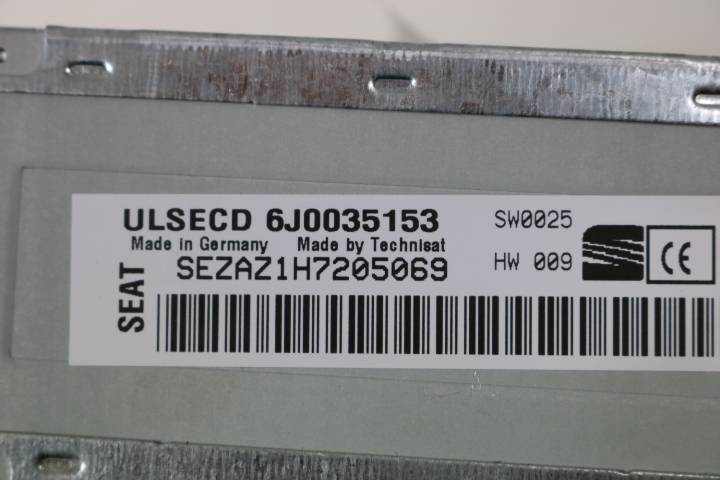 ULSECD 6J0035153
SW0025
Made in Germany Made by Technisat
SEZAZ1H7205069
HW 009
CE
SEAT